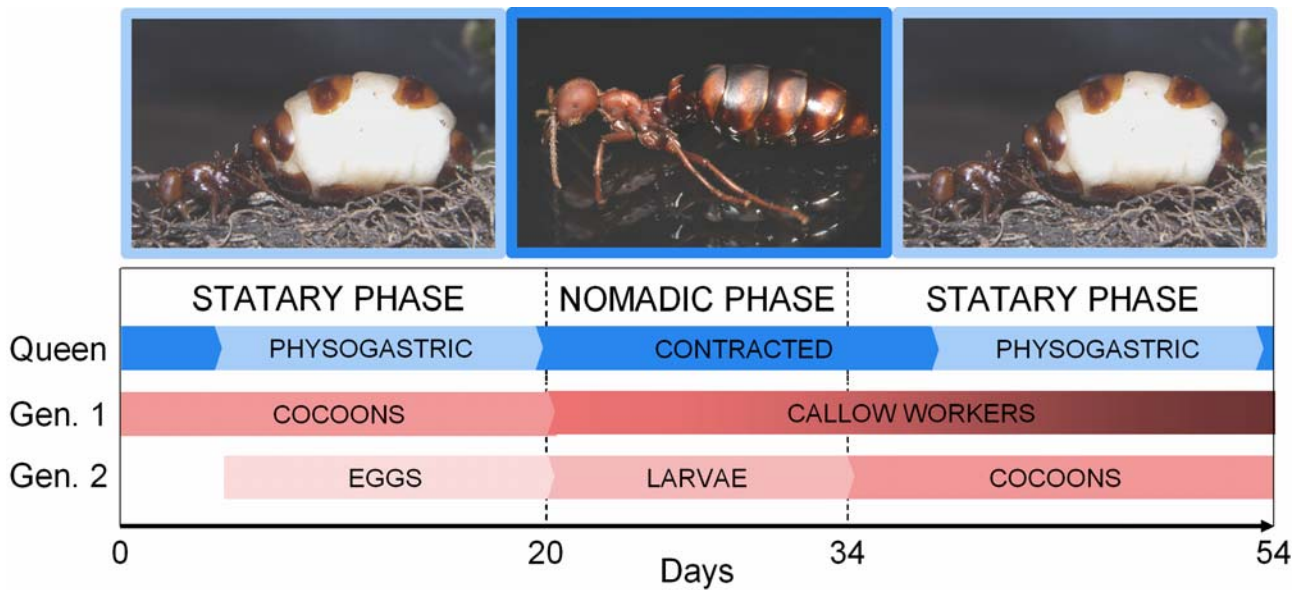 STATARY PHASE NOMADIC PHASE STATARY PHASE
Queen PHYSOGASTRIC CONTRACTED PHYSOGASTRIC
Gen. 1 COCOONS CALLOW WORKERS
Gen. 2 EGGS LARVAE COCOONS
0 20 34 54
Days